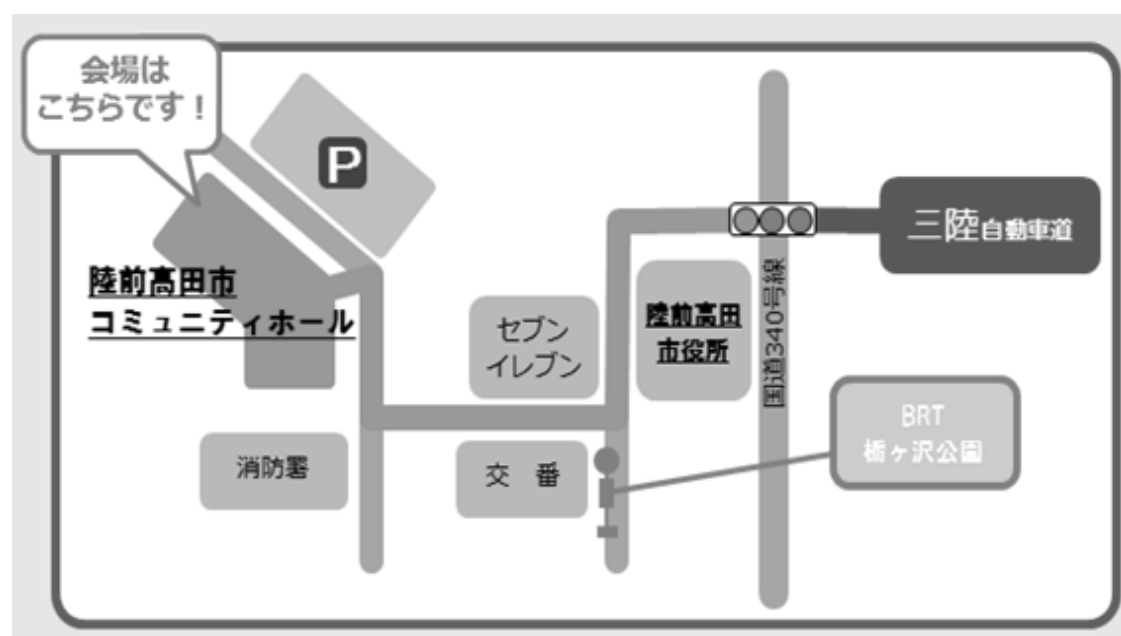 会場は
こちらです！
P
三陸自動車道
陸前高田市
コミュニティホール
セブン
イレブン
陸前高田
市役所
国道340号線
BRT
栃ヶ沢公園
消防署
交 番